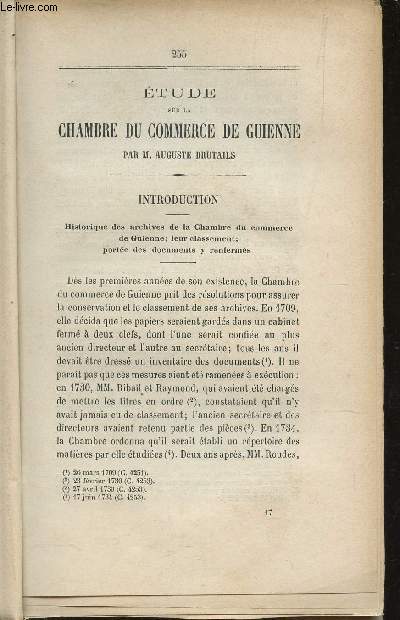 Le-livre.com
255
ÉTUDE
SUR LA
CHAMBRE DU COMMERCE DE GUIENNE
PAR M. AUGUSTE BRUTAILS
INTRODUCTION
Historique des archives de la Chambre du commerce
de Guienne; leur classement;
portée des documents y renfermés
Dès les premières années de son existence, la Chambre
du commerce de Guienne prit des résolutions pour assurer
la conservation et le classement de ses archives. En 1709,
elle décida que les papiers seraient gardés dans un cabinet
fermé à deux clefs, dont l'une serait confiée au plus
ancien directeur et l'autre au secrétaire; tous les ans il
devait être dressé un inventaire des documents (¹). Il ne
paraît pas que ces mesures aient été ramenées à exécution:
en 1730, MM. Bibail et Raymond, qui avaient été chargés
de mettre les titres en ordre (²), constataient qu'il n'y
avait jamais eu de classement; l'ancien secrétaire et des
directeurs avaient retenu partie des pièces (³). En 1734,
la Chambre ordonna qu'il serait établi un répertoire des
matières par elle étudiées (⁴). Deux ans après, MM. Roudes,
(¹) 26 mars 1709 (C. 4251).
(²) 23 février 1730 (C. 4253).
(³) 27 avril 1730 (C. 4253).
(⁴) 17 juin 1734 (C. 4253).
17